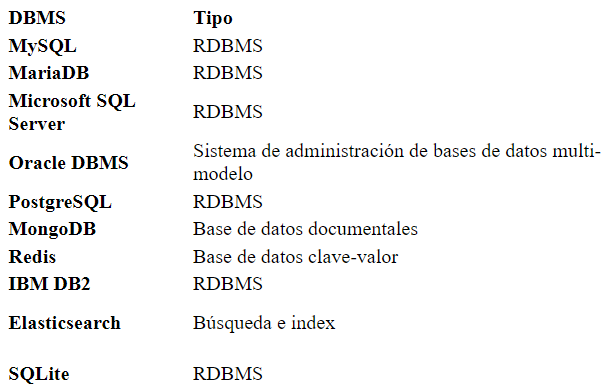 DBMS Tipo
MySQL RDBMS
MariaDB RDBMS
Microsoft SQL
Server RDBMS
Oracle DBMS Sistema de administración de bases de datos multi-
modelo
PostgreSQL RDBMS
MongoDB Base de datos documentales
Redis Base de datos clave-valor
IBM DB2 RDBMS
Elasticsearch Búsqueda e index
SQLite RDBMS